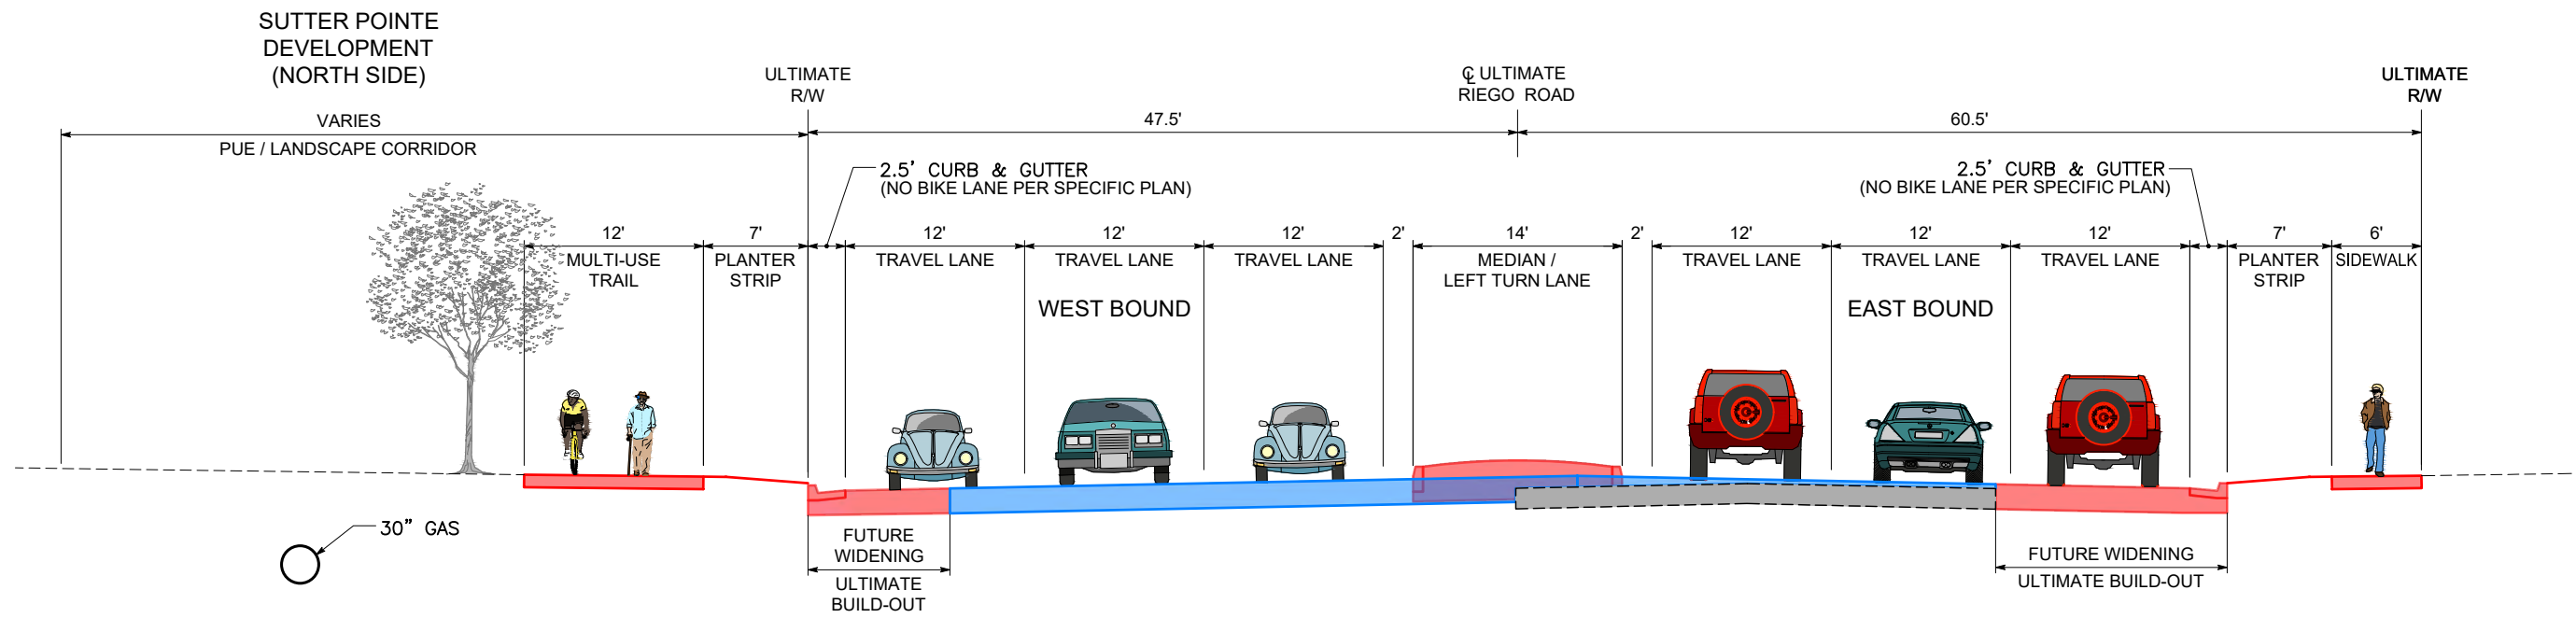 SUTTER POINTE
DEVELOPMENT
(NORTH SIDE)
ULTIMATE
R/W
℄ ULTIMATE
RIEGO ROAD
ULTIMATE
R/W
VARIES
PUE / LANDSCAPE CORRIDOR
47.5'
60.5'
2.5' CURB & GUTTER
(NO BIKE LANE PER SPECIFIC PLAN)
2.5' CURB & GUTTER
(NO BIKE LANE PER SPECIFIC PLAN)
12'
MULTI-USE
TRAIL
7'
PLANTER
STRIP
12'
TRAVEL LANE
12'
TRAVEL LANE
12'
TRAVEL LANE
2'
14'
MEDIAN /
LEFT TURN LANE
2'
12'
TRAVEL LANE
12'
TRAVEL LANE
12'
TRAVEL LANE
7'
PLANTER
STRIP
6'
SIDEWALK
WEST BOUND
EAST BOUND
30" GAS
FUTURE
WIDENING
ULTIMATE
BUILD-OUT
FUTURE WIDENING
ULTIMATE BUILD-OUT